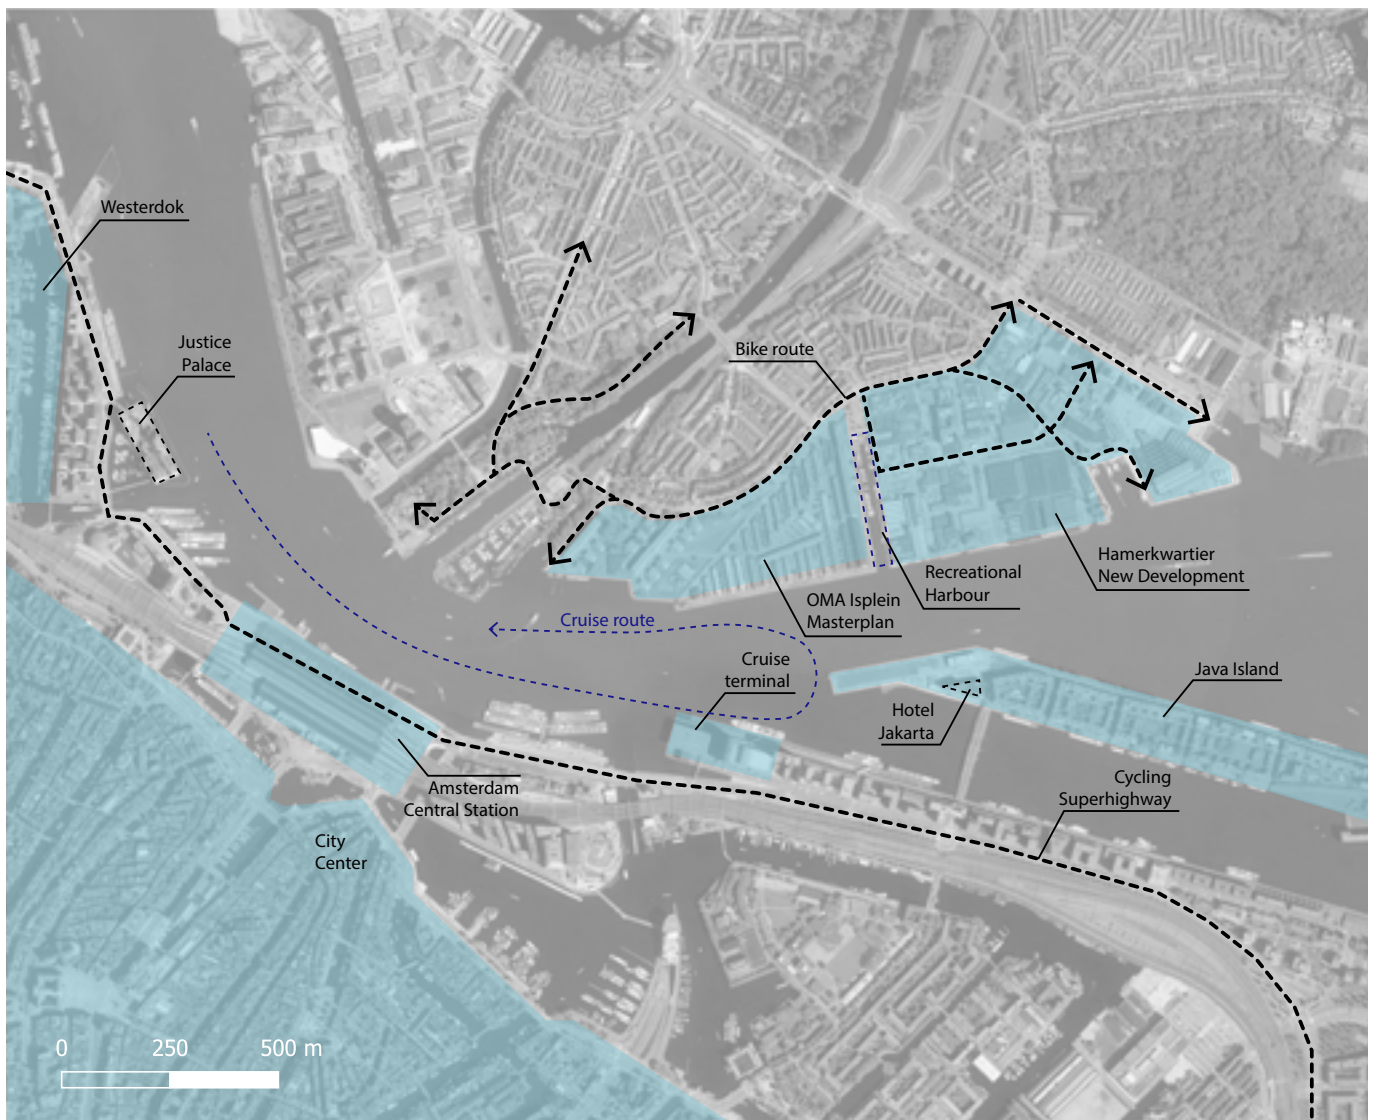 Westerdok
Justice
Palace
Bike route
Hamerkwartier
New Development
Recreational
Harbour
OMA Isplein
Masterplan
Cruise route
Cruise
terminal
Java Island
Hotel
Jakarta
Cycling
Superhighway
Amsterdam
Central Station
City
Center
0 250 500 m